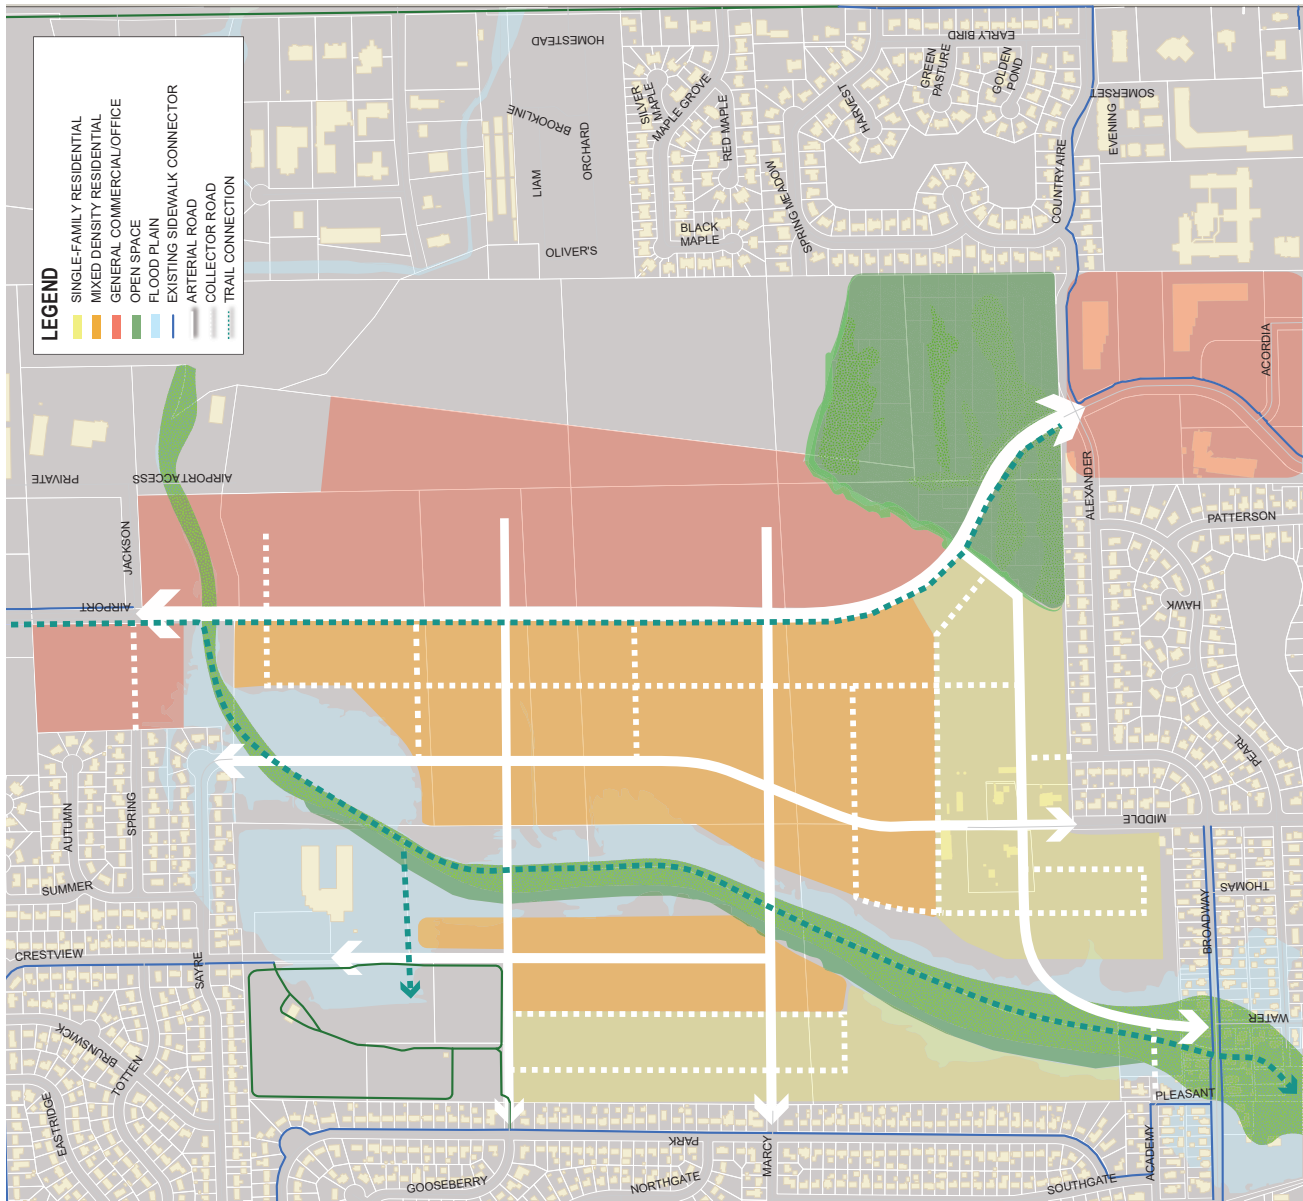 LEGEND
SINGLE-FAMILY RESIDENTIAL
MIXED DENSITY RESIDENTIAL
GENERAL COMMERCIAL/OFFICE
OPEN SPACE
FLOOD PLAIN
EXISTING SIDEWALK CONNECTOR
ARTERIAL ROAD
COLLECTOR ROAD
TRAIL CONNECTION
HOMESTEAD
BROOKLINE
ORCHARD
LIAM
OLIVER'S
SILVER
MAPLE
MAPLE GROVE
RED MAPLE
BLACK
MAPLE
SPRING MEADOW
HARVEST
GREEN
PASTURE
EARLY BIRD
GOLDEN
POND
COUNTRY AIRE
EVENING
SOMERSET
ACORDIA
ALEXANDER
PATTERSON
HAWK
PEARL
MIDDLE
THOMAS
BROADWAY
WATER
PLEASANT
ACADEMY
SOUTHGATE
MARCY
PARK
NORTHGATE
GOOSEBERRY
PRIVATE
AIRPORT ACCESS
JACKSON
AIRPORT
AUTUMN
SPRING
SUMMER
CRESTVIEW
SAYRE
BRUNSWICK
TOTTEN
EASTRIDGE